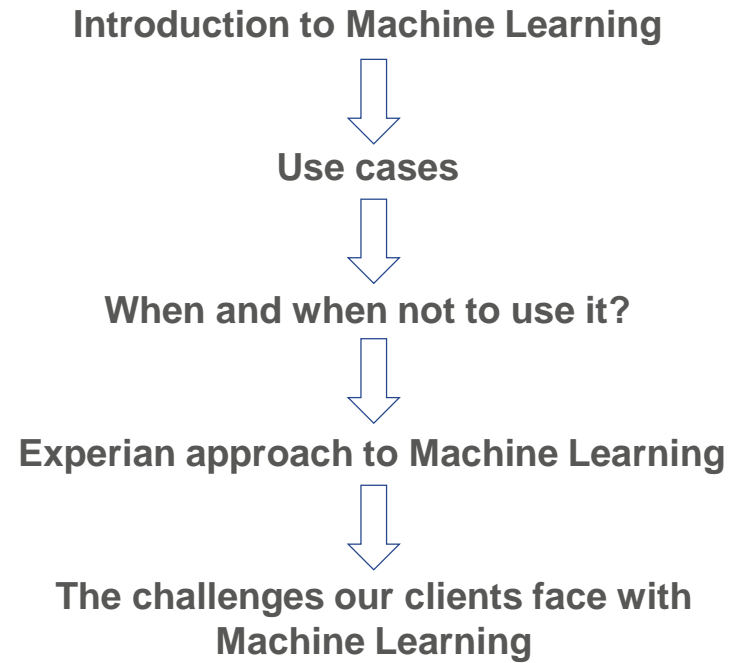 Introduction to Machine Learning
Use cases
When and when not to use it?
Experian approach to Machine Learning
The challenges our clients face with
Machine Learning